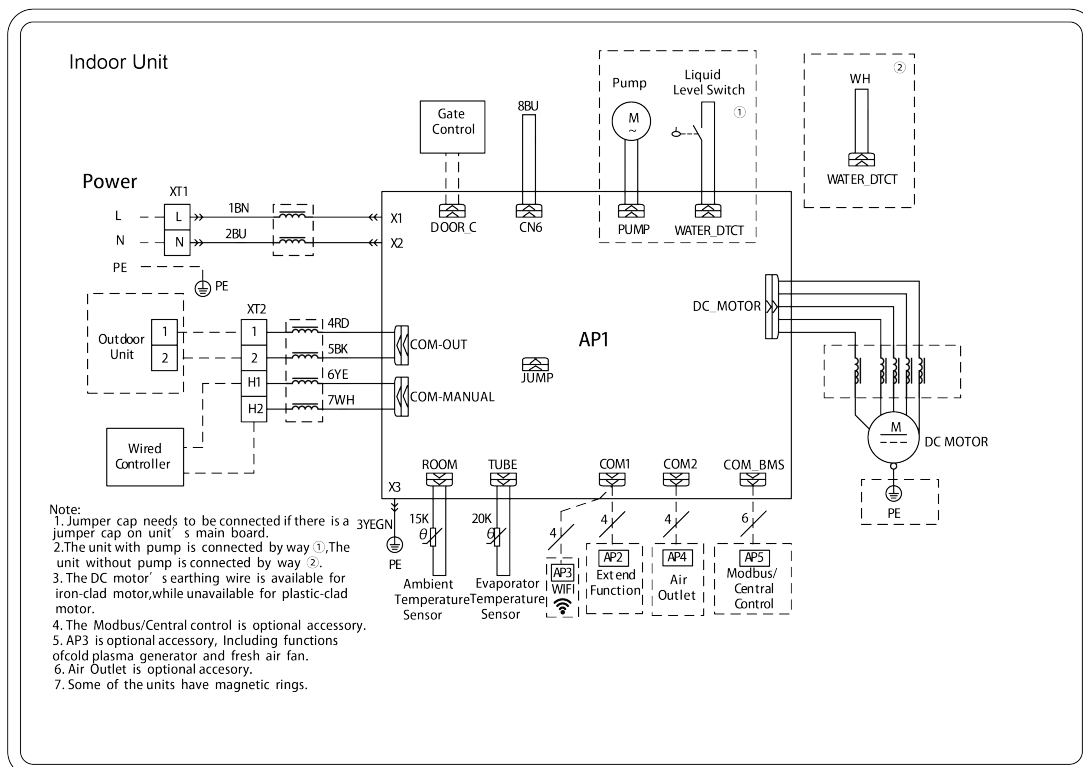 Indoor Unit
Power
XT1
L
N
PE
L
N
1BN
2BU
X1
X2
PE
Gate
Control
DOOR_C
8BU
CN6
Pump
M
~
PUMP
Liquid
Level Switch
①
WATER_DTCT
②
WH
WATER_DTCT
Outdoor
Unit
1
2
XT2
1
2
H1
H2
4RD
5BK
6YE
7WH
COM-OUT
COM-MANUAL
Wired
Controller
AP1
JUMP
DC_MOTOR
M
DC MOTOR
PE
X3
3YEGN
PE
ROOM
15K
θ
Ambient
Temperature
Sensor
TUBE
20K
θ
Evaporator
Temperature
Sensor
COM1
4
4
AP3
WIFI
AP2
Extend
Function
COM2
4
AP4
Air
Outlet
COM_BMS
6
AP5
Modbus/
Central
Control
Note:
1. Jumper cap needs to be connected if there is a
jumper cap on unit's main board.
2.The unit with pump is connected by way ①,The
unit without pump is connected by way ②.
3. The DC motor's earthing wire is available for
iron-clad motor,while unavailable for plastic-clad
motor.
4. The Modbus/Central control is optional accessory.
5. AP3 is optional accessory, Including functions
ofcold plasma generator and fresh air fan.
6. Air Outlet is optional accesory.
7. Some of the units have magnetic rings.